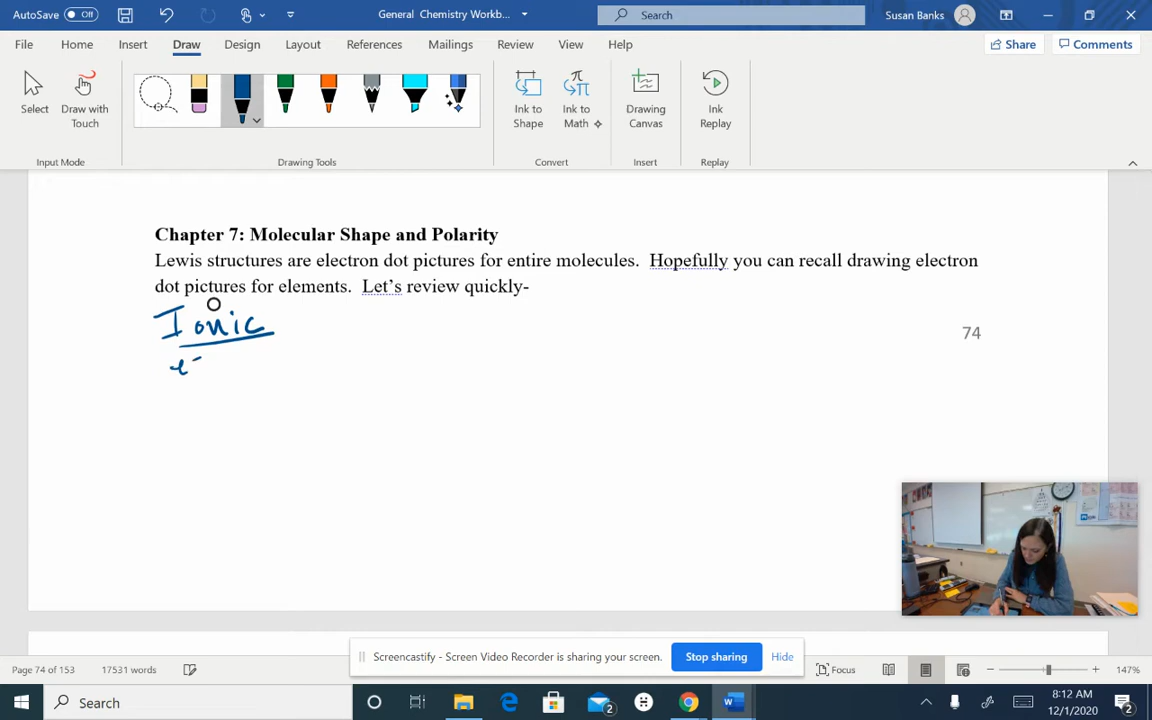 AutoSave Off General Chemistry Workb... Search Susan Banks
File Home Insert Draw Design Layout References Mailings Review View Help Share Comments
Select Draw with Touch Ink to Shape Ink to Math Drawing Canvas Ink Replay
Input Mode Drawing Tools Convert Insert Replay
Chapter 7: Molecular Shape and Polarity
Lewis structures are electron dot pictures for entire molecules. Hopefully you can recall drawing electron
dot pictures for elements. Let's review quickly-
Ionic
74
e-
Screencastify - Screen Video Recorder is sharing your screen. Stop sharing Hide
Page 74 of 153 17531 words Focus 147%
Search 2 8:12 AM
12/1/2020 2